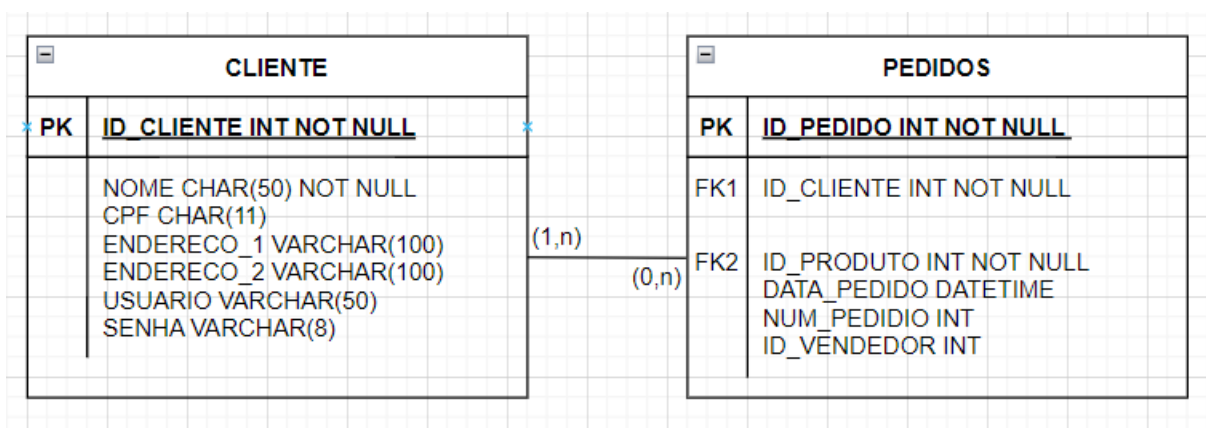 CLIENTE
PK ID_CLIENTE INT NOT NULL
NOME CHAR(50) NOT NULL
CPF CHAR(11)
ENDERECO_1 VARCHAR(100)
ENDERECO_2 VARCHAR(100)
USUARIO VARCHAR(50)
SENHA VARCHAR(8)
(1,n)
(0,n)
PEDIDOS
PK ID_PEDIDO INT NOT NULL
FK1 ID_CLIENTE INT NOT NULL
FK2 ID_PRODUTO INT NOT NULL
DATA_PEDIDO DATETIME
NUM_PEDIDIO INT
ID_VENDEDOR INT